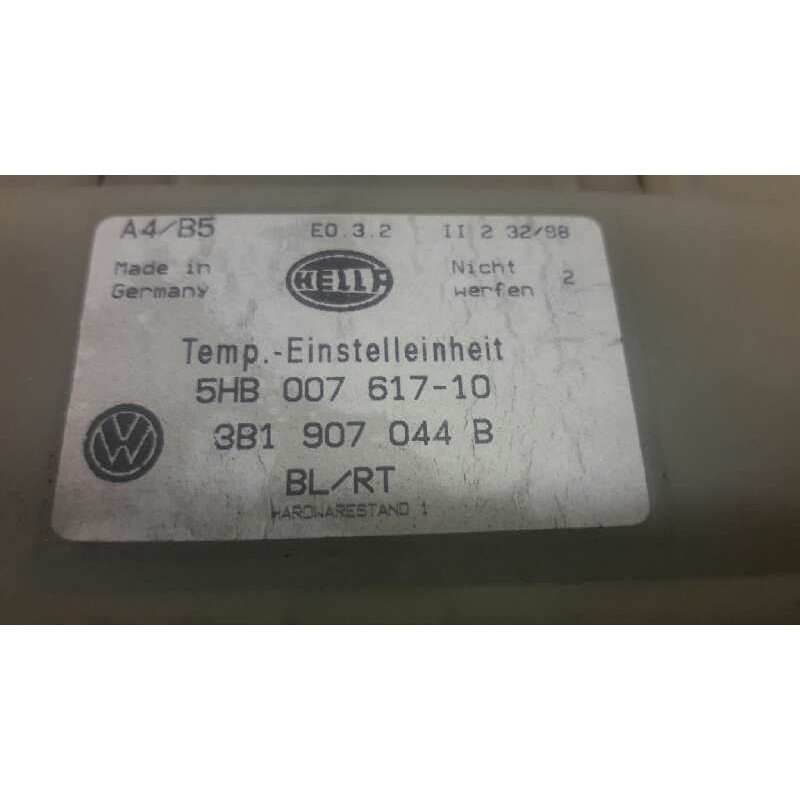 A4/B5 E0.3.2 II 2 32/98
Made in Germany HELLA Nicht werfen 2
Temp.-Einstelleinheit
5HB 007 617-10
VW 3B1 907 044 B
BL/RT
HARDWARESTAND 1